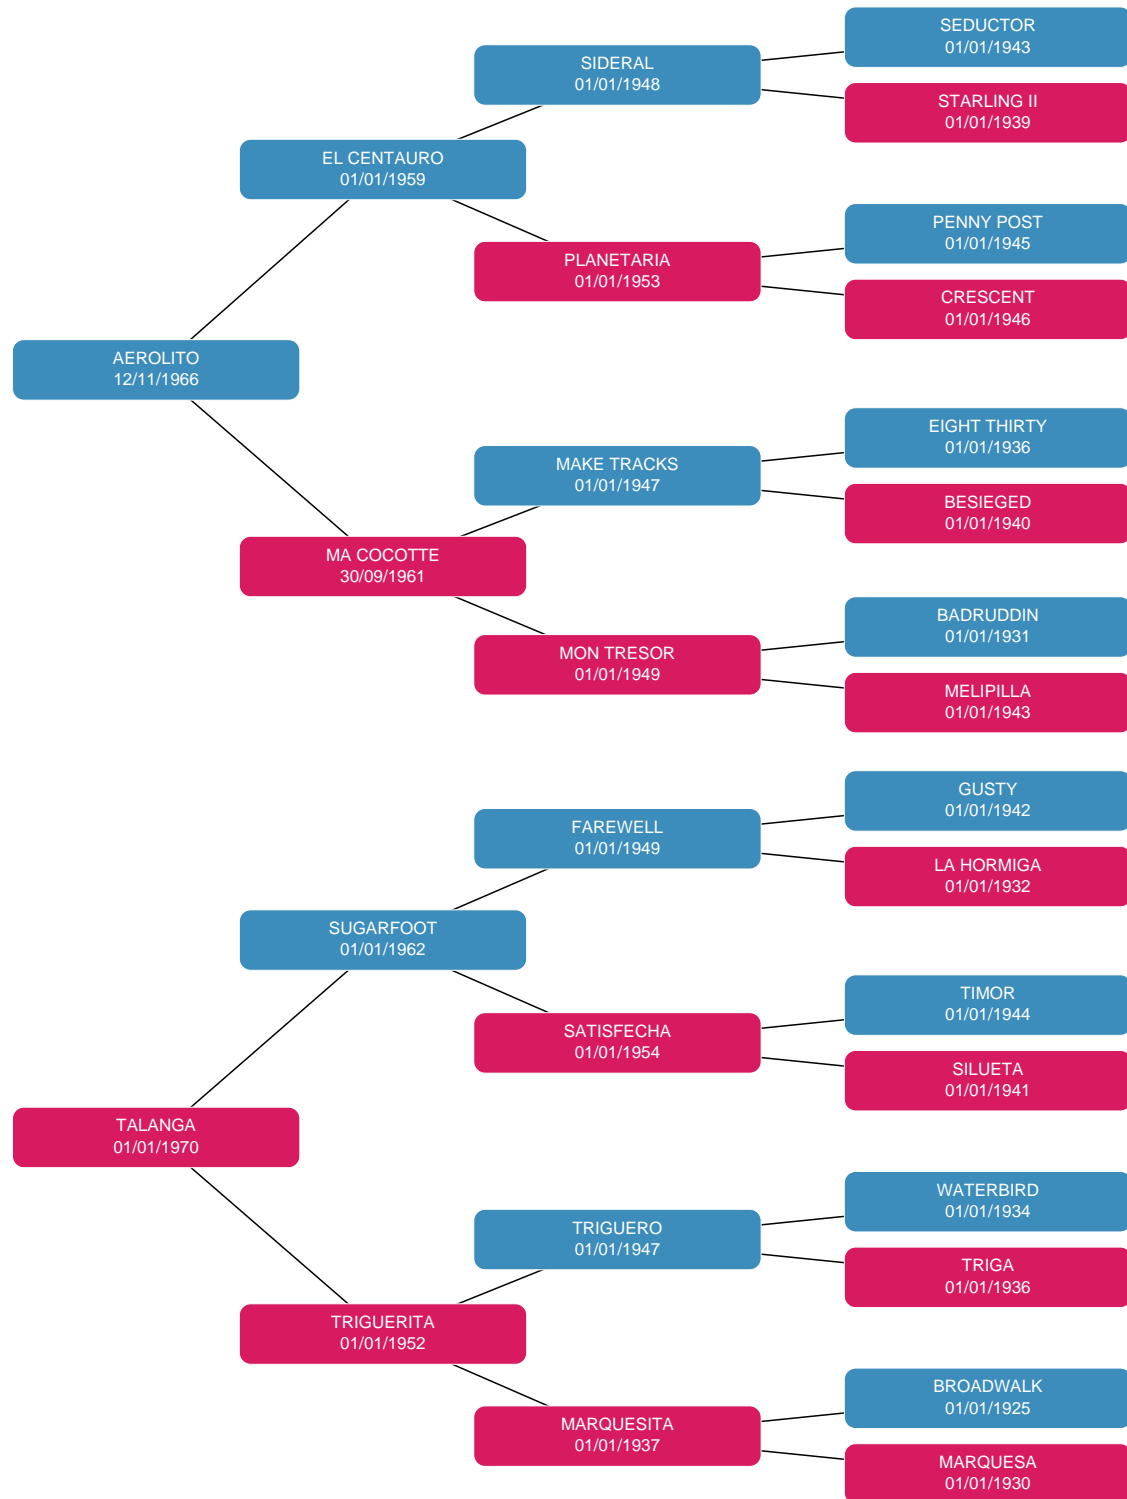 SEDUCTOR
01/01/1943
SIDERAL
01/01/1948
STARLING II
01/01/1939
EL CENTAURO
01/01/1959
PENNY POST
01/01/1945
PLANETARIA
01/01/1953
CRESCENT
01/01/1946
AEROLITO
12/11/1966
EIGHT THIRTY
01/01/1936
MAKE TRACKS
01/01/1947
BESIEGED
01/01/1940
MA COCOTTE
30/09/1961
BADRUDDIN
01/01/1931
MON TRESOR
01/01/1949
MELIPILLA
01/01/1943
GUSTY
01/01/1942
FAREWELL
01/01/1949
LA HORMIGA
01/01/1932
SUGARFOOT
01/01/1962
TIMOR
01/01/1944
SATISFECHA
01/01/1954
SILUETA
01/01/1941
TALANGA
01/01/1970
WATERBIRD
01/01/1934
TRIGUERO
01/01/1947
TRIGA
01/01/1936
TRIGUERITA
01/01/1952
BROADWALK
01/01/1925
MARQUESITA
01/01/1937
MARQUESA
01/01/1930